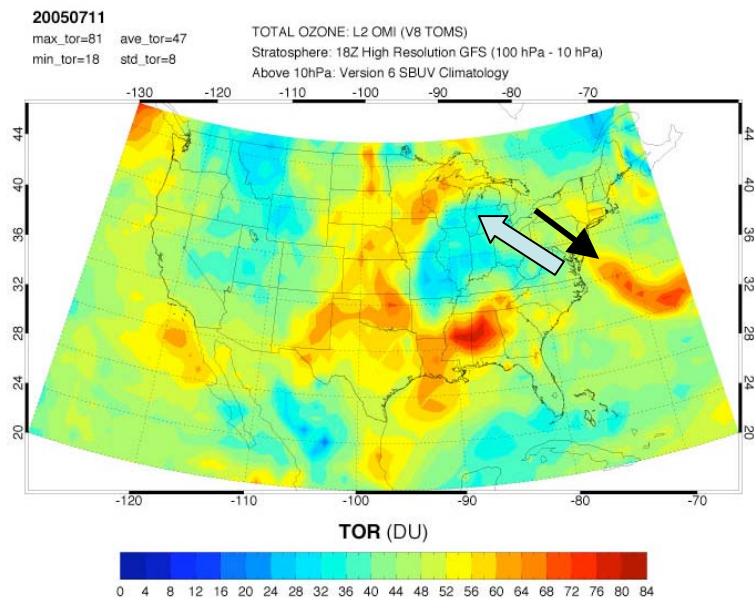 20050711
max_tor=81 ave_tor=47
min_tor=18 std_tor=8
TOTAL OZONE: L2 OMI (V8 TOMS)
Stratosphere: 18Z High Resolution GFS (100 hPa - 10 hPa)
Above 10hPa: Version 6 SBUV Climatology
-130 -120 -110 -100 -90 -80 -70
44 44
40 40
36 36
32 32
28 28
24 24
20 20
-120 -110 -100 -90 -80 -70
TOR (DU)
0 4 8 12 16 20 24 28 32 36 40 44 48 52 56 60 64 68 72 76 80 84